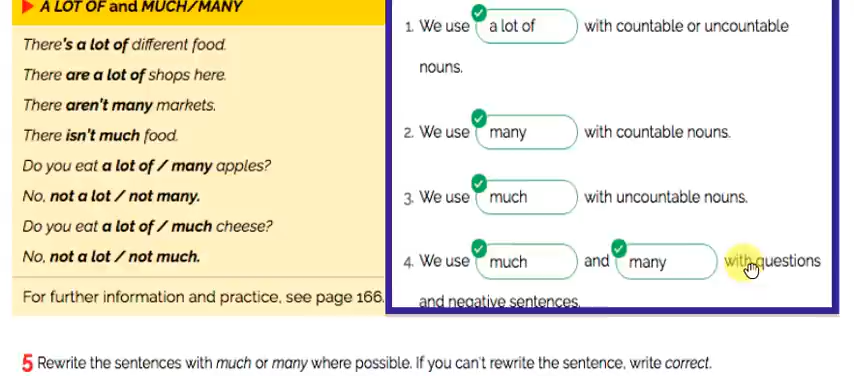 A LOT OF and MUCH/MANY
There's a lot of different food.
There are a lot of shops here.
There aren't many markets.
There isn't much food.
Do you eat a lot of / many apples?
No, not a lot / not many.
Do you eat a lot of / much cheese?
No, not a lot / not much.
For further information and practice, see page 166.
1. We use a lot of with countable or uncountable
nouns.
2. We use many with countable nouns.
3. We use much with uncountable nouns.
4. We use much and many with questions
and negative sentences.
5 Rewrite the sentences with much or many where possible. If you can't rewrite the sentence, write correct.